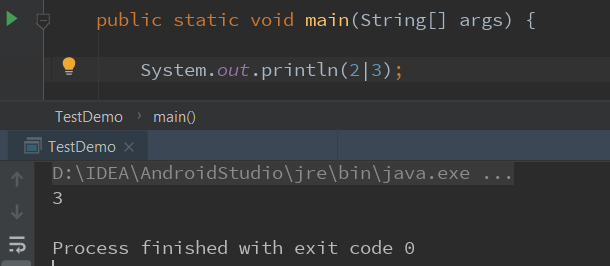 public static void main(String[] args) {
System.out.println(2|3);
TestDemo › main()
TestDemo ×
D:\IDEA\AndroidStudio\jre\bin\java.exe ...
3
Process finished with exit code 0